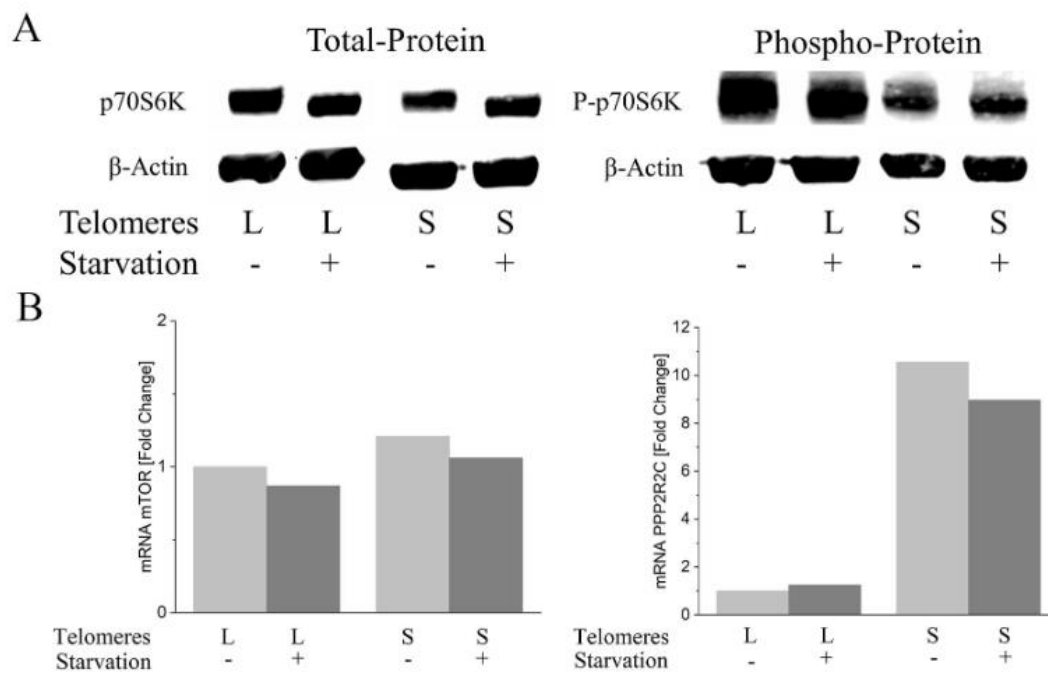 A
Total-Protein
Phospho-Protein
p70S6K
P-p70S6K
β-Actin
β-Actin
Telomeres L L S S
L L S S
Starvation - + - +
- + - +
B
mRNA mTOR [Fold Change]
2
1
0
Telomeres L L S S
Starvation - + - +
mRNA PPP2R2C [Fold Change]
12
10
8
6
4
2
0
Telomeres L L S S
Starvation - + - +